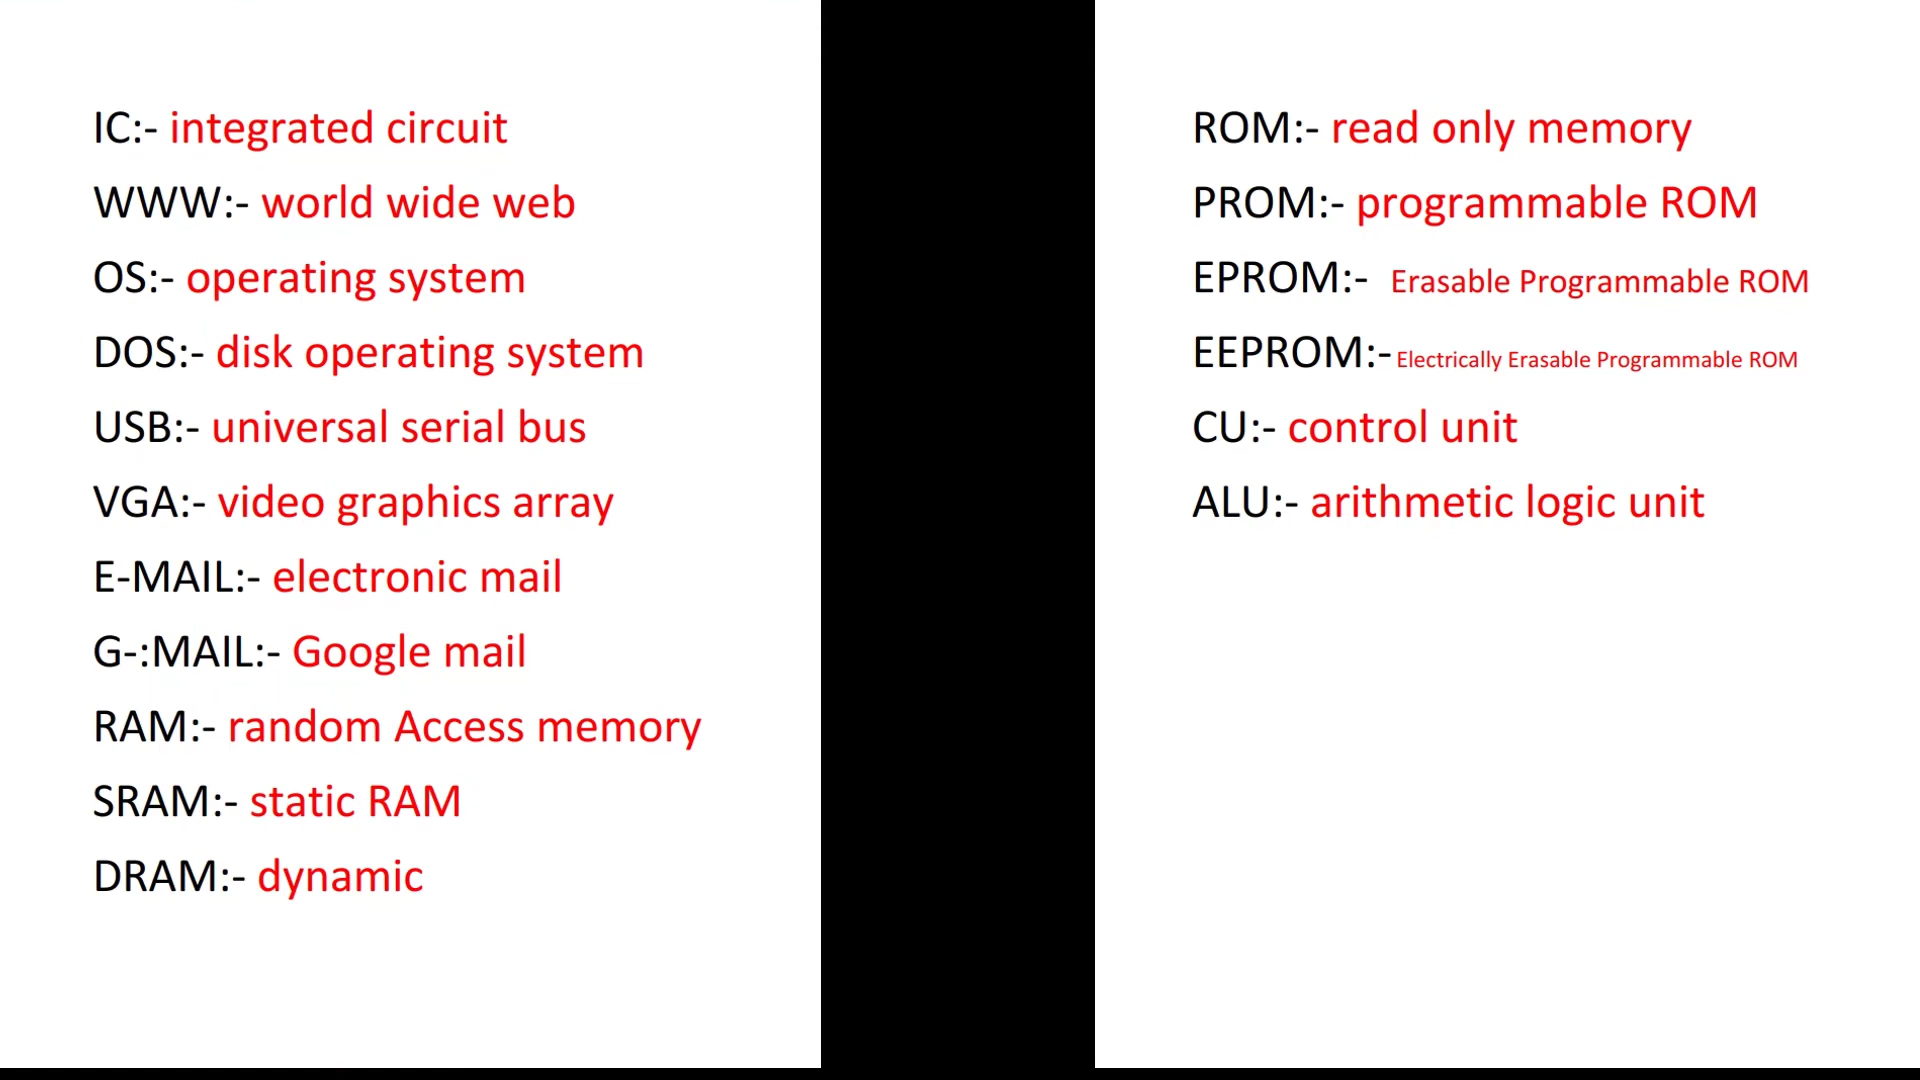 IC:- integrated circuit
WWW:- world wide web
OS:- operating system
DOS:- disk operating system
USB:- universal serial bus
VGA:- video graphics array
E-MAIL:- electronic mail
G-:MAIL:- Google mail
RAM:- random Access memory
SRAM:- static RAM
DRAM:- dynamic
ROM:- read only memory
PROM:- programmable ROM
EPROM:- Erasable Programmable ROM
EEPROM:- Electrically Erasable Programmable ROM
CU:- control unit
ALU:- arithmetic logic unit